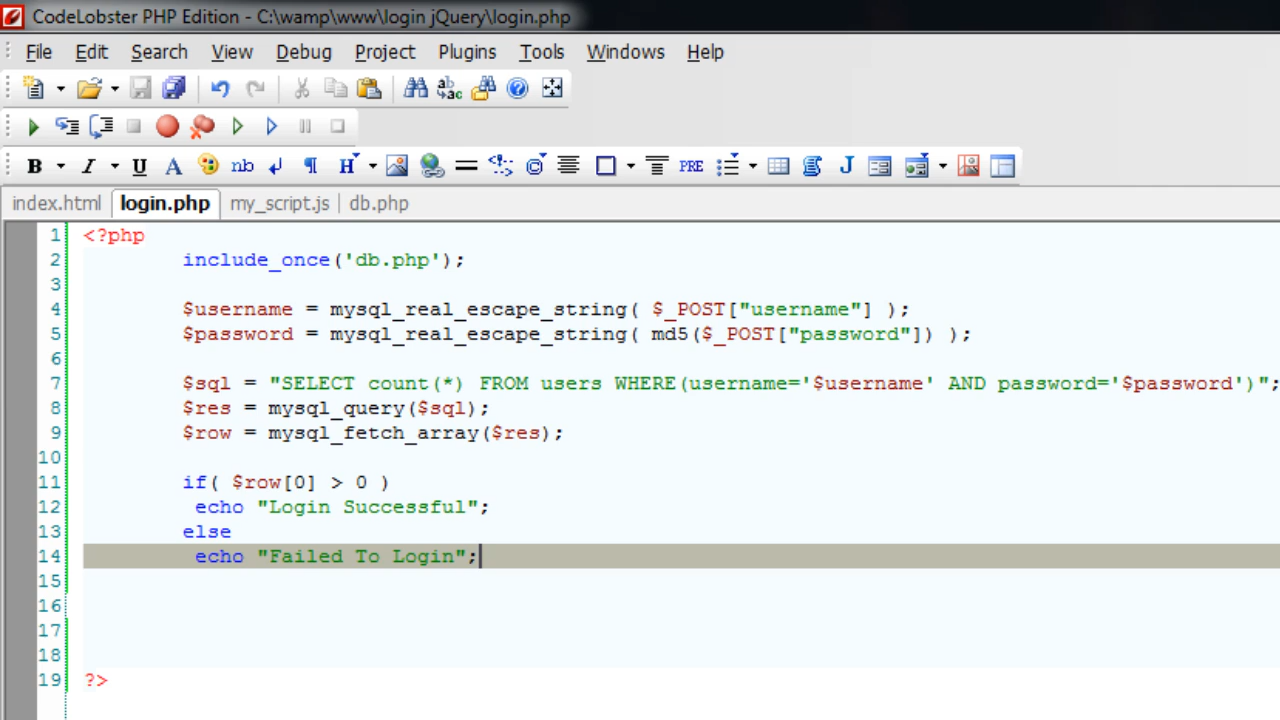 CodeLobster PHP Edition - C:\wamp\www\login jQuery\login.php
File Edit Search View Debug Project Plugins Tools Windows Help
B I U A nb ¶ H PRE J
index.html login.php my_script.js db.php
1 <?php
2 include_once('db.php');
3
4 $username = mysql_real_escape_string( $_POST["username"] );
5 $password = mysql_real_escape_string( md5($_POST["password"]) );
6
7 $sql = "SELECT count(*) FROM users WHERE(username='$username' AND password='$password')";
8 $res = mysql_query($sql);
9 $row = mysql_fetch_array($res);
10
11 if( $row[0] > 0 )
12 echo "Login Successful";
13 else
14 echo "Failed To Login";
15
16
17
18
19 ?>